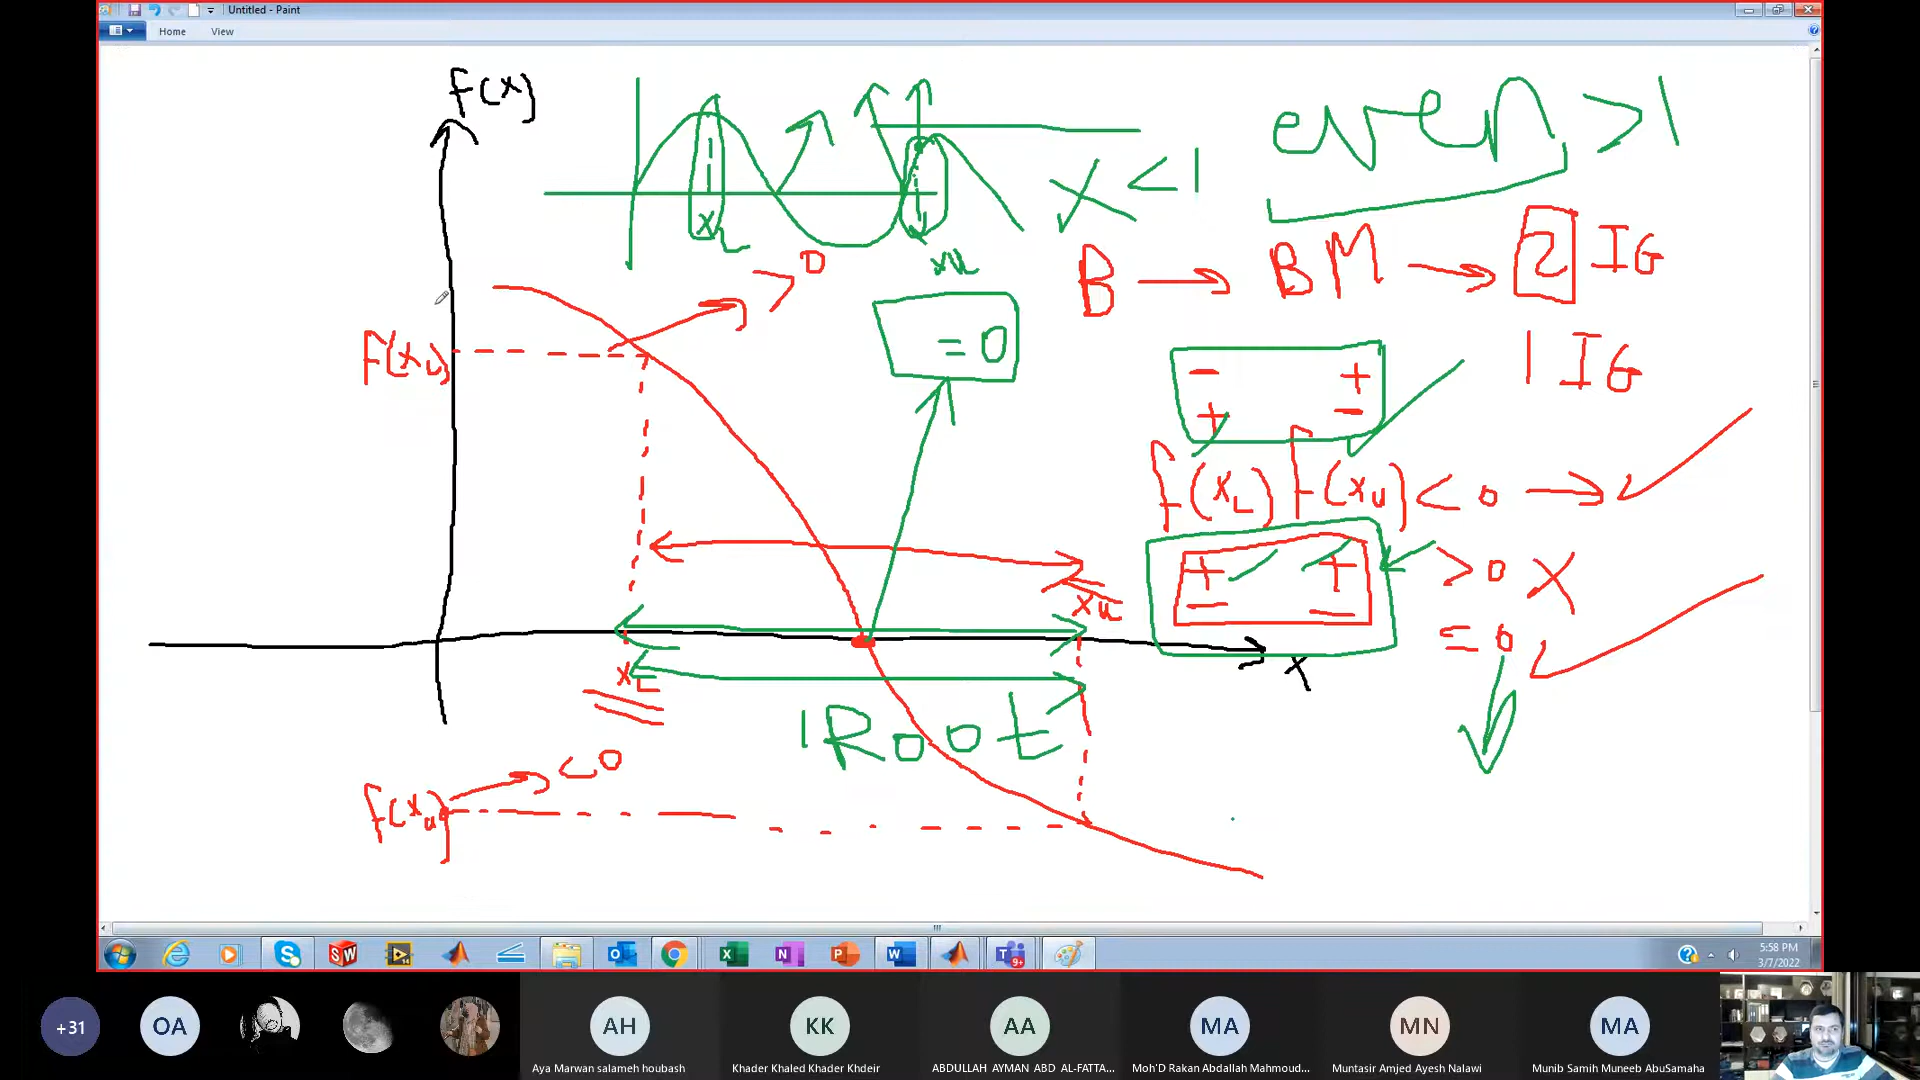 Untitled - Paint
Home View
f(x)
even > 1
x < 1
xL
xu
> 0
B → BM → 2 IG
1 IG
= 0
- +
+ -
f(xL) f(xu) < 0 →
+ +
- -
> 0 X
= 0
xu
x
xL
1 Root
< 0
f(xu)
5:58 PM
3/7/2022
+31
OA
AH
KK
AA
MA
MN
MA
Aya Marwan salameh houbash
Khader Khaled Khader Khdeir
ABDULLAH AYMAN ABD AL-FATTA...
Moh'D Rakan Abdallah Mahmoud...
Muntasir Amjed Ayesh Nalawi
Munib Samih Muneeb AbuSamaha